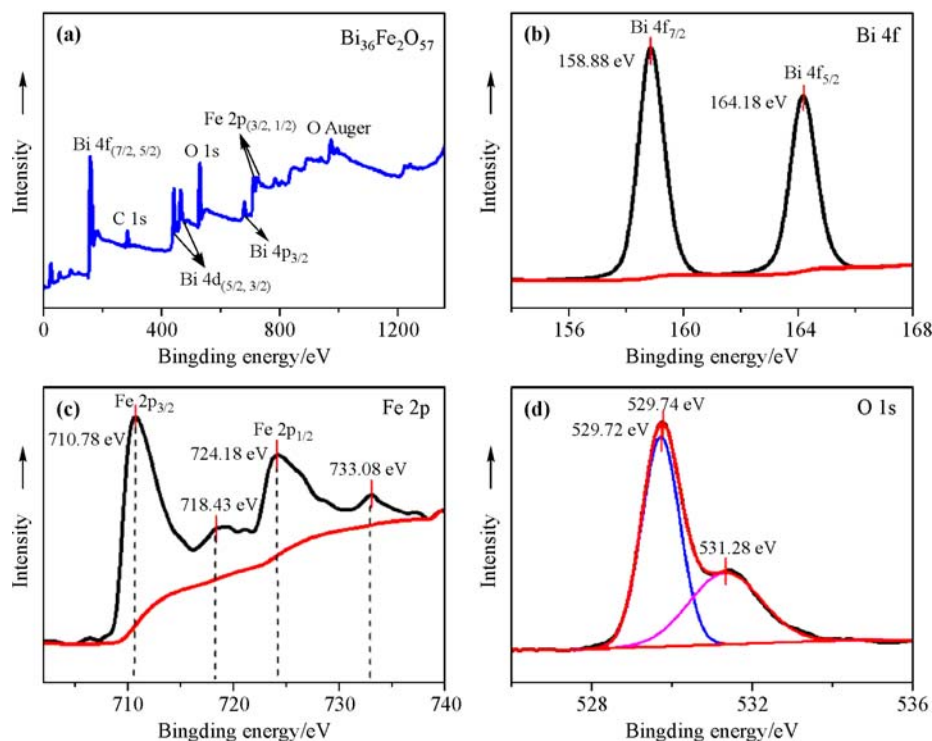 (a)
Bi₃₆Fe₂O₅₇
Fe 2p(3/2, 1/2)
O Auger
Bi 4f(7/2, 5/2)
O 1s
C 1s
Bi 4p3/2
Bi 4d(5/2, 3/2)
Intensity
0 400 800 1200
Bingding energy/eV
(b)
Bi 4f
Bi 4f7/2
158.88 eV
Bi 4f5/2
164.18 eV
Intensity
156 160 164 168
Bingding energy/eV
(c)
Fe 2p
Fe 2p3/2
710.78 eV
Fe 2p1/2
724.18 eV
733.08 eV
718.43 eV
Intensity
710 720 730 740
Bingding energy/eV
(d)
O 1s
529.74 eV
529.72 eV
531.28 eV
Intensity
528 532 536
Bingding energy/eV